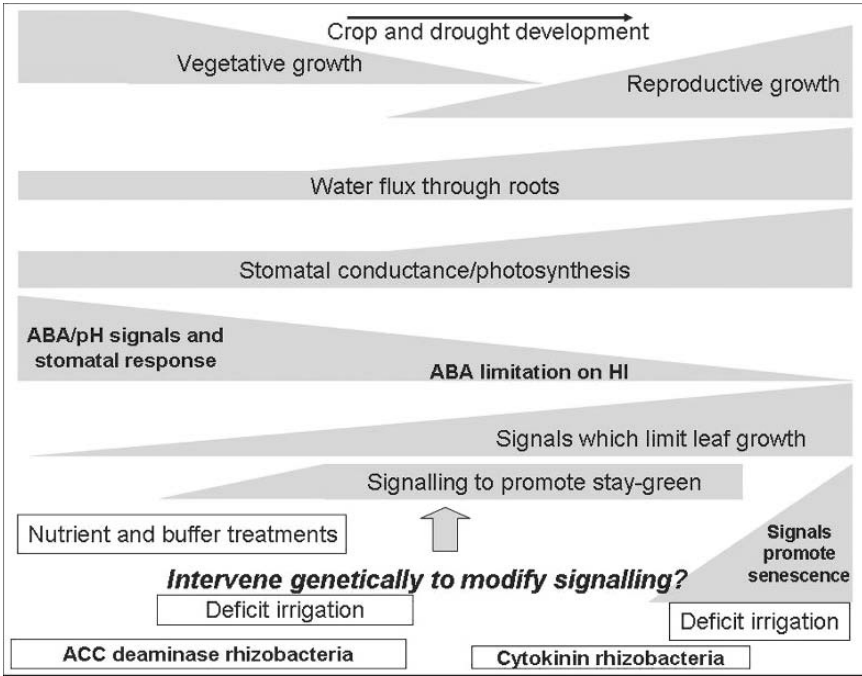 Crop and drought development
Vegetative growth
Reproductive growth
Water flux through roots
Stomatal conductance/photosynthesis
ABA/pH signals and
stomatal response
ABA limitation on HI
Signals which limit leaf growth
Signalling to promote stay-green
Nutrient and buffer treatments
Signals
promote
senescence
Intervene genetically to modify signalling?
Deficit irrigation
Deficit irrigation
ACC deaminase rhizobacteria
Cytokinin rhizobacteria